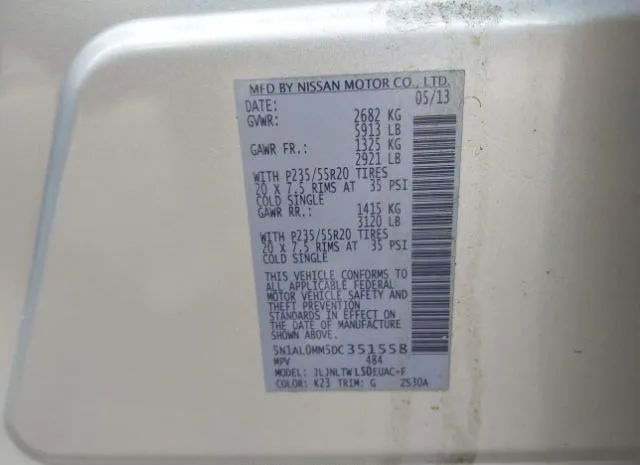 MFD BY NISSAN MOTOR CO., LTD.
DATE: 05/13
GVWR: 2682 KG
5913 LB
GAWR FR.: 1325 KG
2921 LB
WITH P235/55R20 TIRES
20 X 7.5 RIMS AT 35 PSI
COLD SINGLE
GAWR RR.: 1415 KG
3120 LB
WITH P235/55R20 TIRES
20 X 7.5 RIMS AT 35 PSI
COLD SINGLE
THIS VEHICLE CONFORMS TO
ALL APPLICABLE FEDERAL
MOTOR VEHICLE SAFETY AND
THEFT PREVENTION
STANDARDS IN EFFECT ON
THE DATE OF MANUFACTURE
SHOWN ABOVE.
5N1AL0MM5DC351558
MPV 484
MODEL: JLJNLTWL50EUAC-F
COLOR: K23 TRIM: G ZS30A